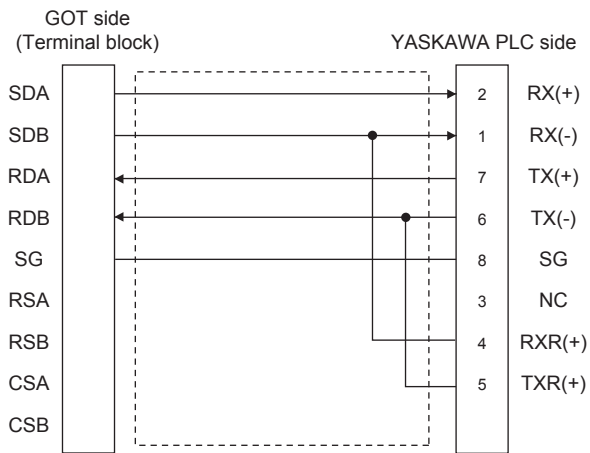 GOT side
(Terminal block)
YASKAWA PLC side
SDA 2 RX(+)
SDB 1 RX(-)
RDA 7 TX(+)
RDB 6 TX(-)
SG 8 SG
RSA 3 NC
RSB 4 RXR(+)
CSA 5 TXR(+)
CSB